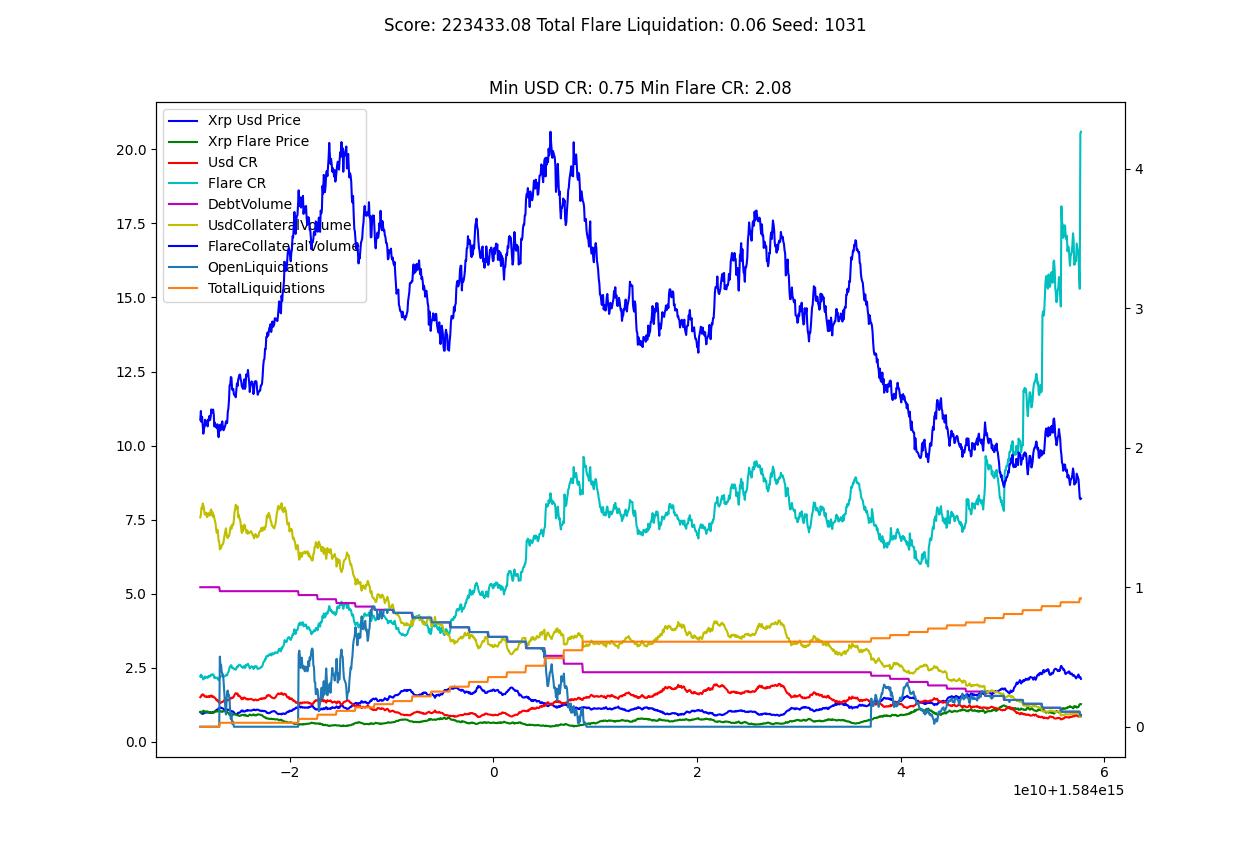 Score: 223433.08 Total Flare Liquidation: 0.06 Seed: 1031
Min USD CR: 0.75 Min Flare CR: 2.08
Xrp Usd Price
Xrp Flare Price
Usd CR
Flare CR
DebtVolume
UsdCollateralVolume
FlareCollateralVolume
OpenLiquidations
TotalLiquidations
20.0
17.5
15.0
12.5
10.0
7.5
5.0
2.5
0.0
4
3
2
1
0
−2
0
2
4
6
1e10+1.584e15